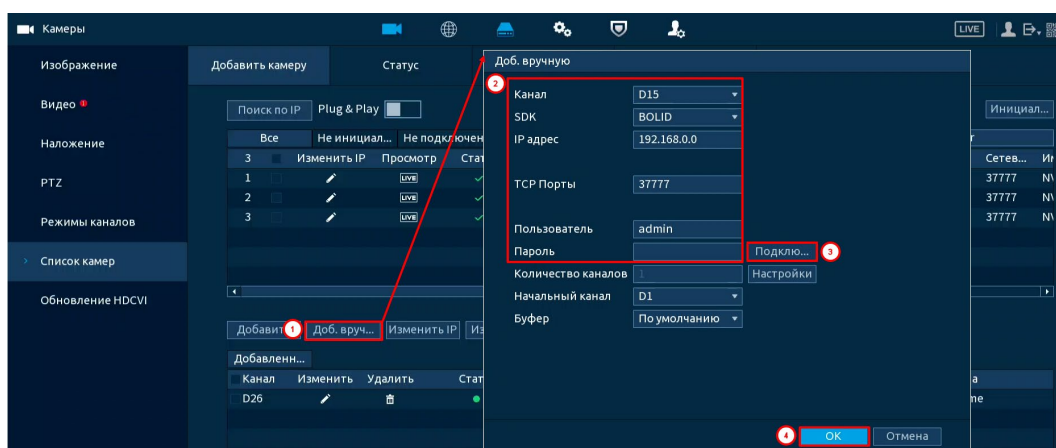 Камеры
LIVE
Изображение
Видео
Наложение
PTZ
Режимы каналов
Список камер
Обновление HDCVI
Добавить камеру
Статус
Поиск по IP
Plug & Play
Инициал...
Все
Не инициал...
Не подключен
3 Изменить IP Просмотр Стат Сетев...
1 LIVE 37777
2 LIVE 37777
3 LIVE 37777
Добавит
1
Доб. вруч...
Изменить IP
Из
Добавленн...
Канал Изменить Удалить Стат а
D26 me
Доб. вручную
2
Канал D15
SDK BOLID
IP адрес 192.168.0.0
TCP Порты 37777
Пользователь admin
Пароль Подклю... 3
Количество каналов 1 Настройки
Начальный канал D1
Буфер По умолчанию
4 OK Отмена